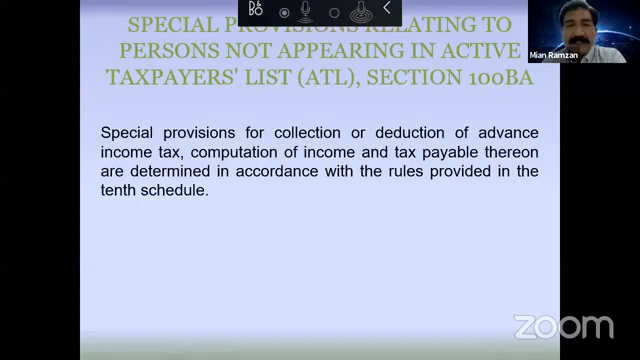 SPECIAL PROVISIONS RELATING TO
PERSONS NOT APPEARING IN ACTIVE
TAXPAYERS' LIST (ATL), SECTION 100BA
Mian Ramzan
Special provisions for collection or deduction of advance
income tax, computation of income and tax payable thereon
are determined in accordance with the rules provided in the
tenth schedule.
zoom